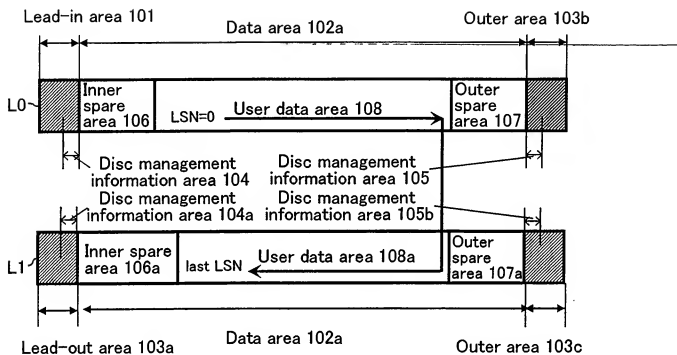 Lead-in area 101
Data area 102a
Outer area 103b
L0
Inner
spare
area 106
LSN=0
User data area 108
Outer
spare
area 107
Disc management
information area 104
Disc management
information area 105
Disc management
information area 104a
Disc management
information area 105b
L1
Inner spare
area 106a
last LSN
User data area 108a
Outer
spare
area 107a
Lead-out area 103a
Data area 102a
Outer area 103c